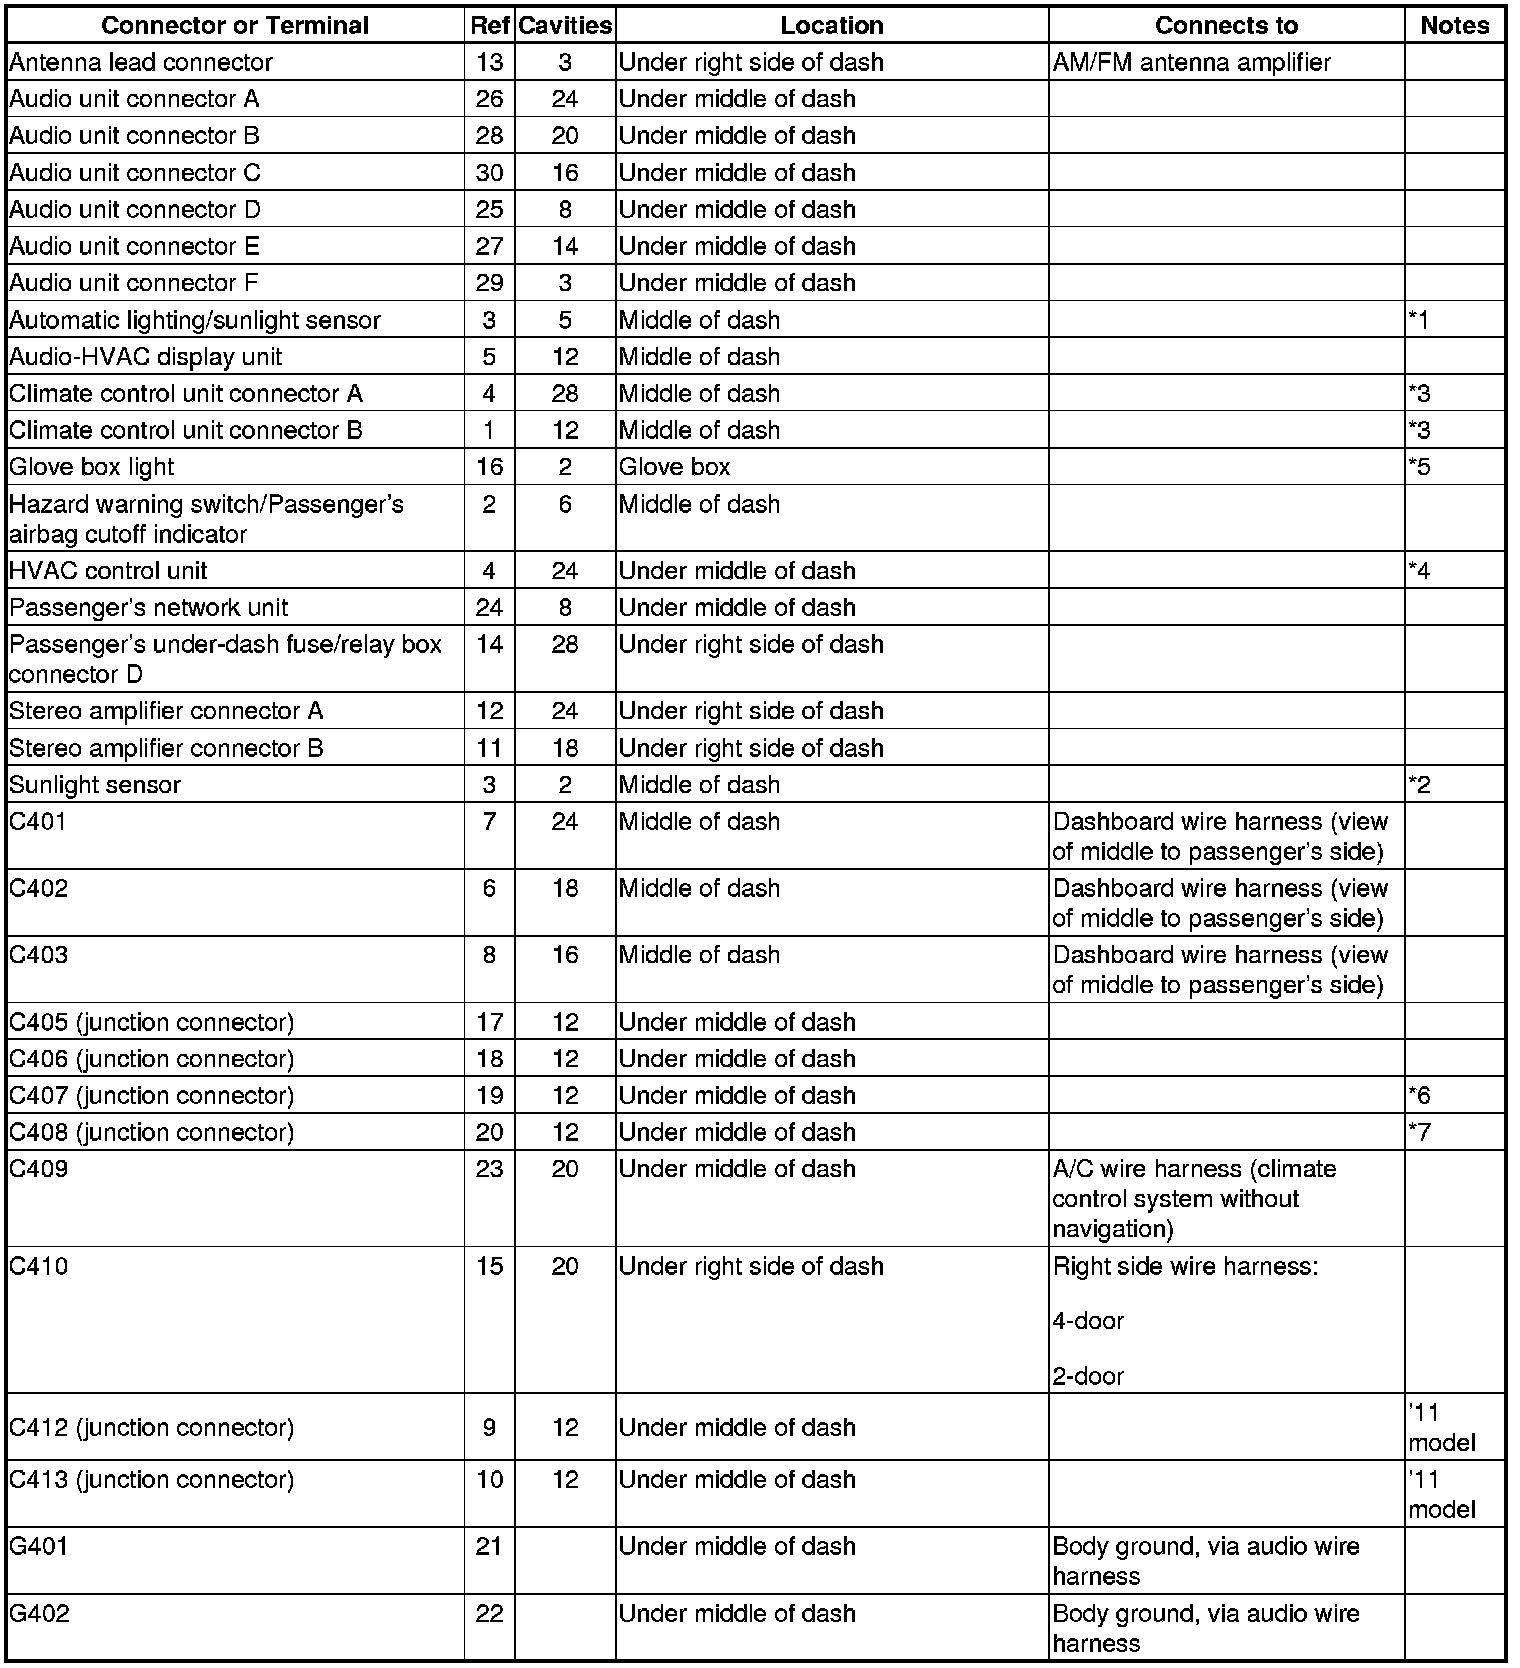 Connector or Terminal Ref Cavities Location Connects to Notes
Antenna lead connector 13 3 Under right side of dash AM/FM antenna amplifier
Audio unit connector A 26 24 Under middle of dash
Audio unit connector B 28 20 Under middle of dash
Audio unit connector C 30 16 Under middle of dash
Audio unit connector D 25 8 Under middle of dash
Audio unit connector E 27 14 Under middle of dash
Audio unit connector F 29 3 Under middle of dash
Automatic lighting/sunlight sensor 3 5 Middle of dash *1
Audio-HVAC display unit 5 12 Middle of dash
Climate control unit connector A 4 28 Middle of dash *3
Climate control unit connector B 1 12 Middle of dash *3
Glove box light 16 2 Glove box *5
Hazard warning switch/Passenger's 2 6 Middle of dash
airbag cutoff indicator
HVAC control unit 4 24 Under middle of dash *4
Passenger's network unit 24 8 Under middle of dash
Passenger's under-dash fuse/relay box 14 28 Under right side of dash
connector D
Stereo amplifier connector A 12 24 Under right side of dash
Stereo amplifier connector B 11 18 Under right side of dash
Sunlight sensor 3 2 Middle of dash *2
C401 7 24 Middle of dash Dashboard wire harness (view
of middle to passenger's side)
C402 6 18 Middle of dash Dashboard wire harness (view
of middle to passenger's side)
C403 8 16 Middle of dash Dashboard wire harness (view
of middle to passenger's side)
C405 (junction connector) 17 12 Under middle of dash
C406 (junction connector) 18 12 Under middle of dash
C407 (junction connector) 19 12 Under middle of dash *6
C408 (junction connector) 20 12 Under middle of dash *7
C409 23 20 Under middle of dash A/C wire harness (climate
control system without
navigation)
C410 15 20 Under right side of dash Right side wire harness:
4-door
2-door
C412 (junction connector) 9 12 Under middle of dash '11
model
C413 (junction connector) 10 12 Under middle of dash '11
model
G401 21 Under middle of dash Body ground, via audio wire
harness
G402 22 Under middle of dash Body ground, via audio wire
harness